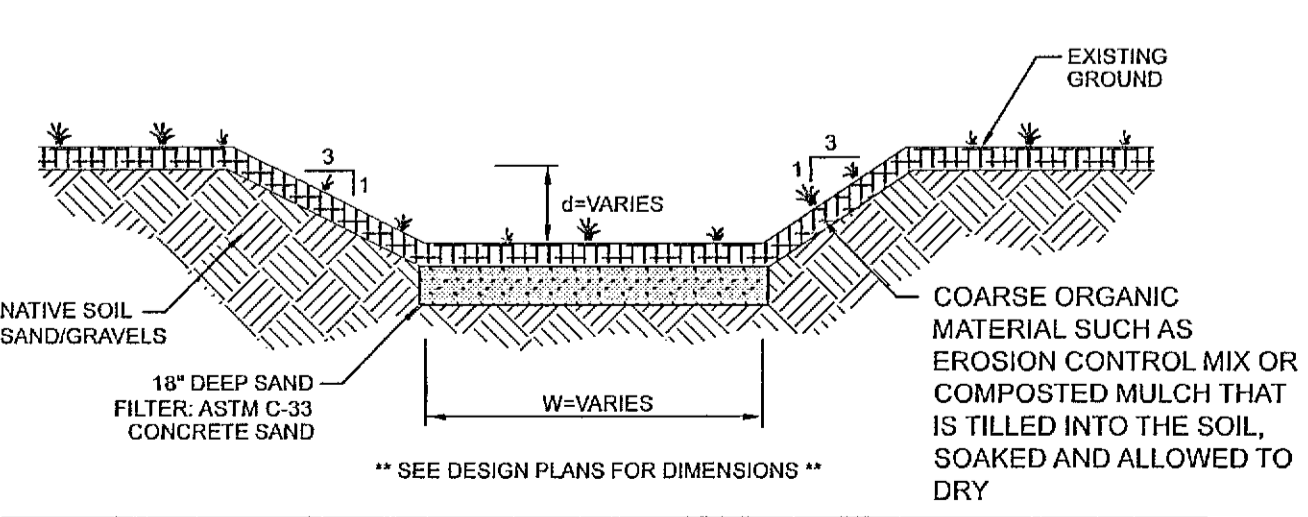 EXISTING
GROUND
3
1
3
1
d=VARIES
NATIVE SOIL
SAND/GRAVELS
18" DEEP SAND
FILTER: ASTM C-33
CONCRETE SAND
W=VARIES
COARSE ORGANIC
MATERIAL SUCH AS
EROSION CONTROL MIX OR
COMPOSTED MULCH THAT
IS TILLED INTO THE SOIL,
SOAKED AND ALLOWED TO
DRY
** SEE DESIGN PLANS FOR DIMENSIONS **